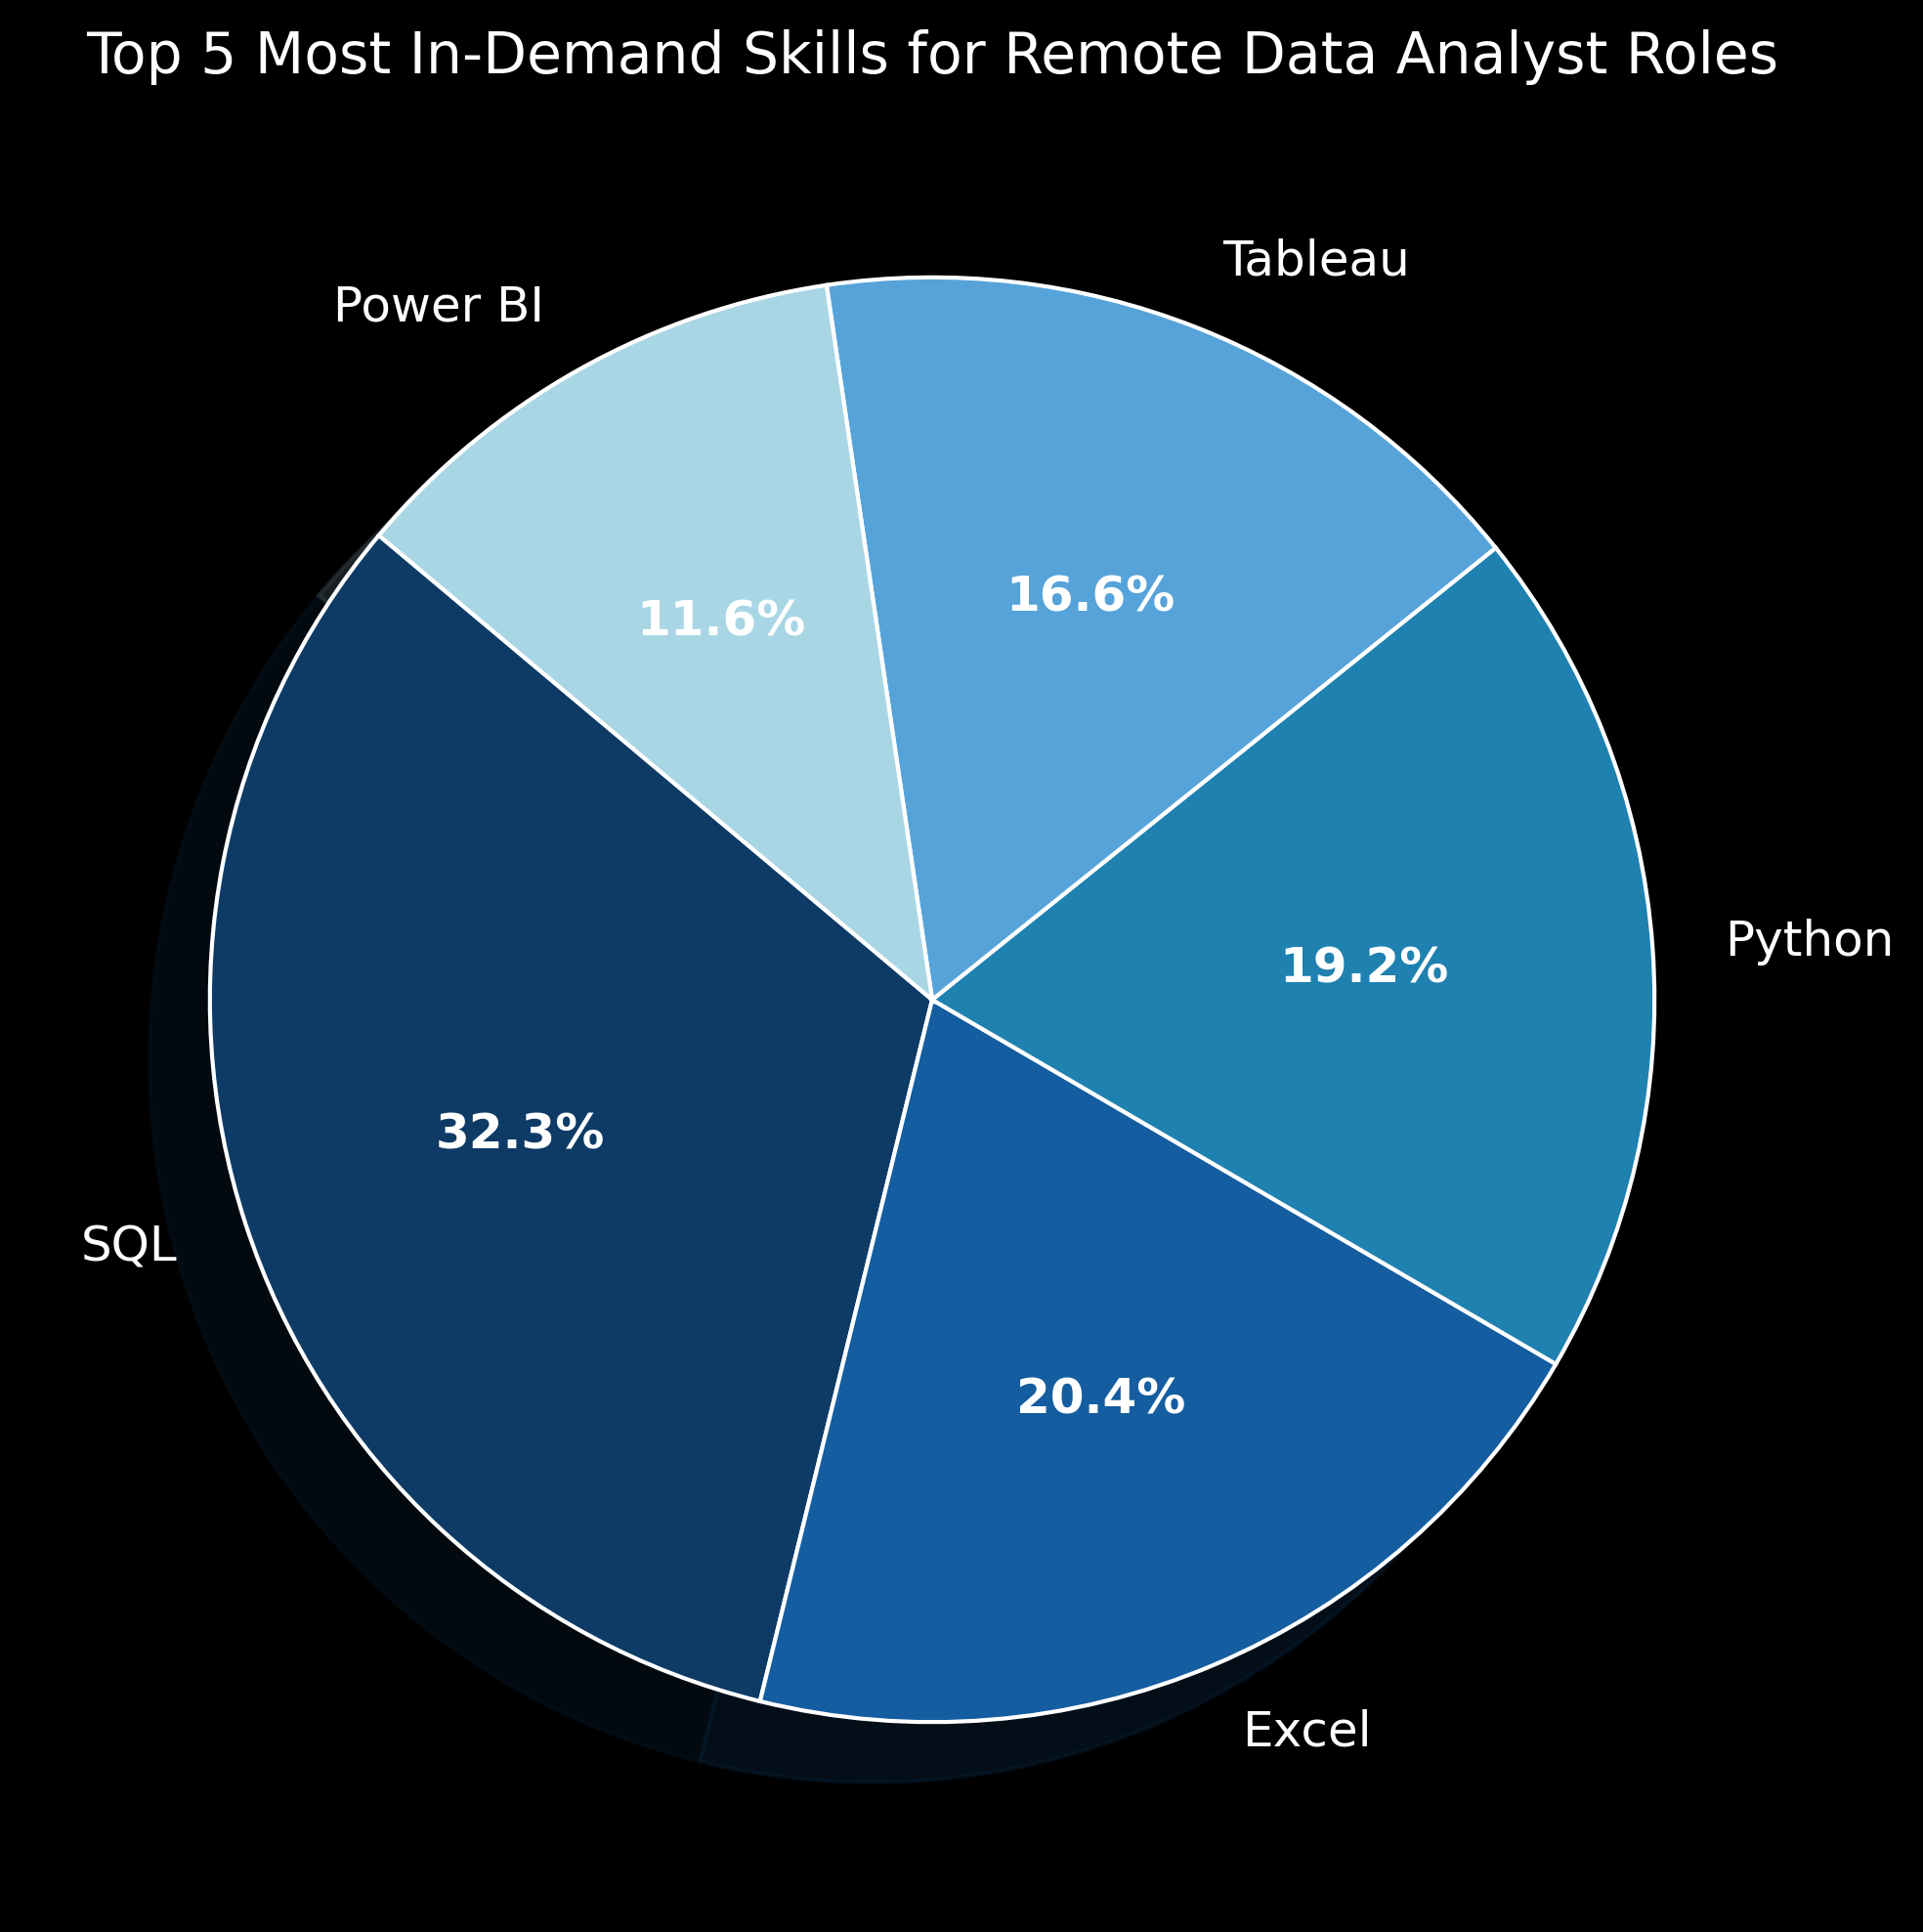 Top 5 Most In-Demand Skills for Remote Data Analyst Roles
Tableau
Power BI
16.6%
11.6%
Python
19.2%
32.3%
SQL
20.4%
Excel